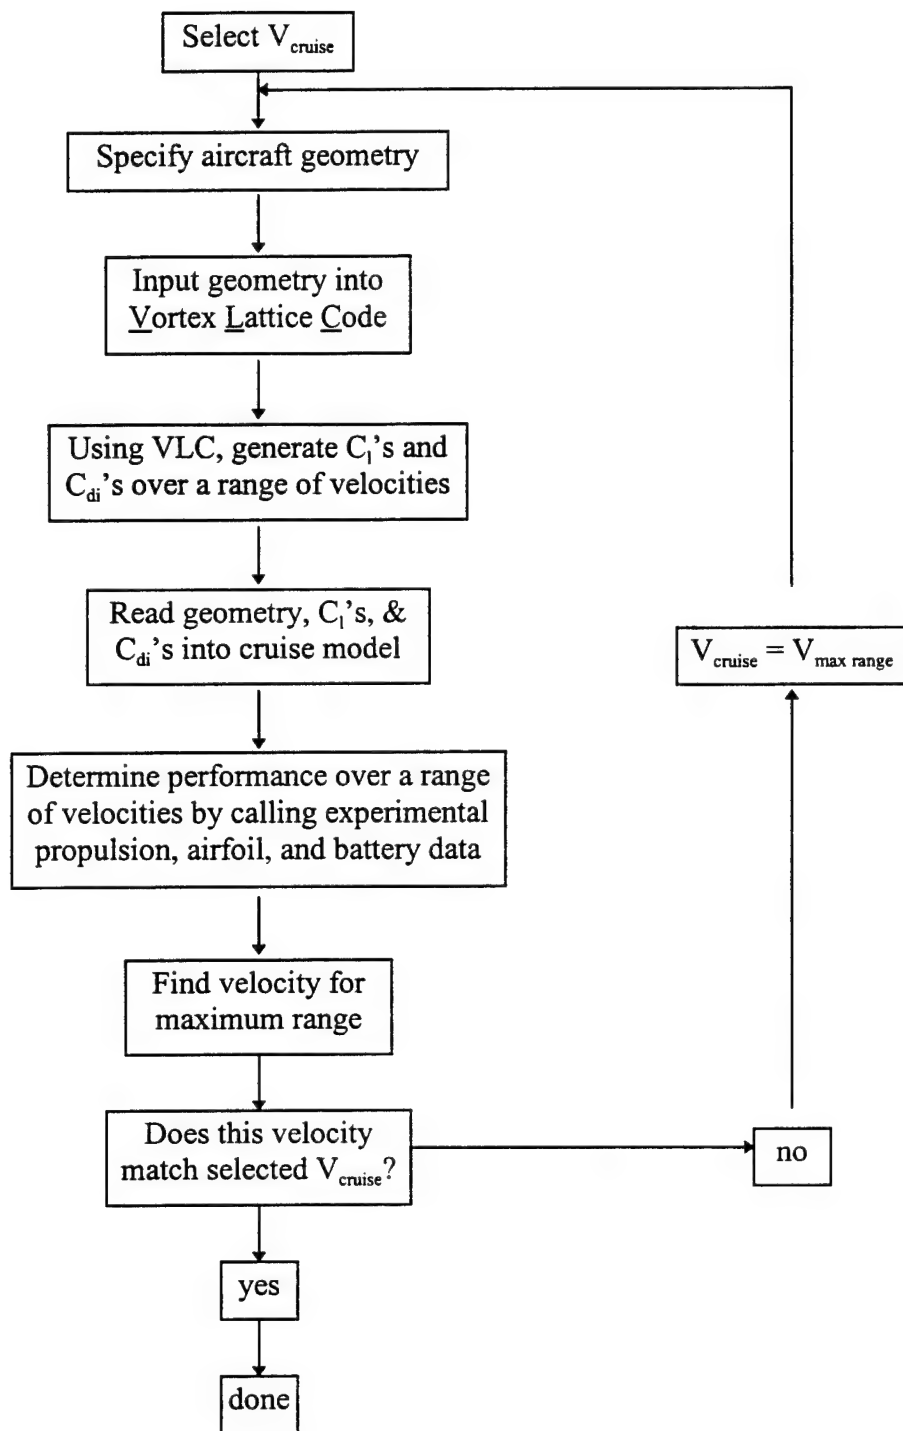 Select V_cruise
Specify aircraft geometry
Input geometry into
Vortex Lattice Code
Using VLC, generate C_l's and
C_di's over a range of velocities
Read geometry, C_l's, &
C_di's into cruise model
V_cruise = V_max range
Determine performance over a range
of velocities by calling experimental
propulsion, airfoil, and battery data
Find velocity for
maximum range
Does this velocity
match selected V_cruise?
no
yes
done